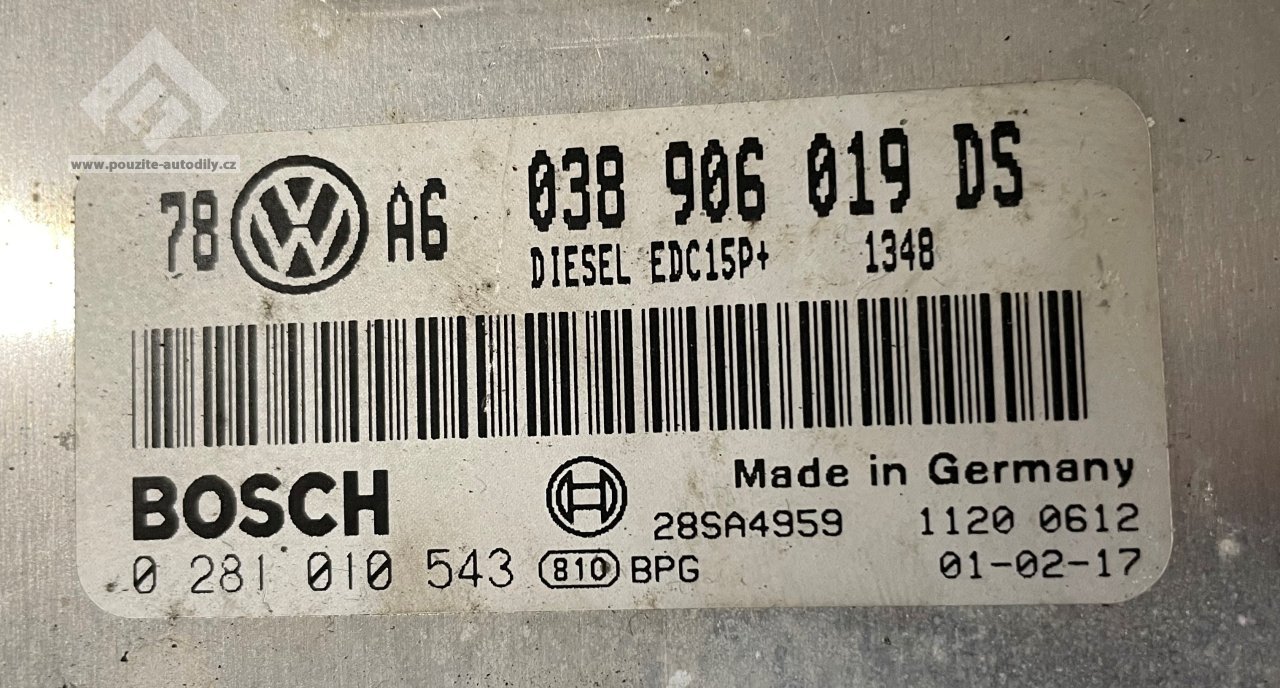 www.pouzite-autodily.cz
78 VW A6 038 906 019 DS
DIESEL EDC15P+ 1348
BOSCH Made in Germany
28SA4959 1120 0612
0 281 010 543 810 BPG 01-02-17